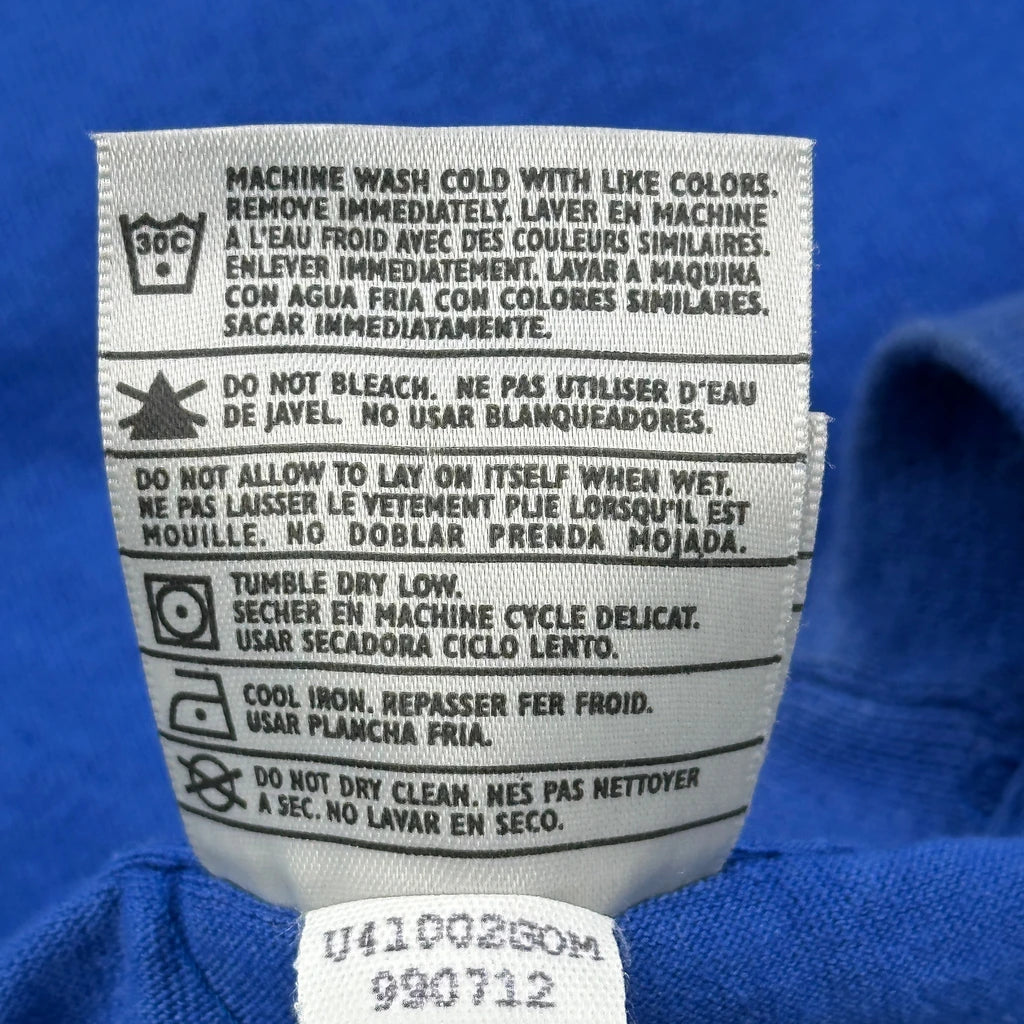 MACHINE WASH COLD WITH LIKE COLORS.
REMOVE IMMEDIATELY. LAVER EN MACHINE
30C
A L'EAU FROID AVEC DES COULEURS SIMILAIRES.
ENLEVER IMMEDIATEMENT. LAVAR A MAQUINA
CON AGUA FRIA CON COLORES SIMILARES.
SACAR IMMEDIATAMENTE.
DO NOT BLEACH. NE PAS UTILISER D'EAU
DE JAVEL. NO USAR BLANQUEADORES.
DO NOT ALLOW TO LAY ON ITSELF WHEN WET.
NE PAS LAISSER LE VETEMENT PLIE LORSQU'IL EST
MOUILLE. NO DOBLAR PRENDA MOJADA.
TUMBLE DRY LOW.
SECHER EN MACHINE CYCLE DELICAT.
USAR SECADORA CICLO LENTO.
COOL IRON. REPASSER FER FROID.
USAR PLANCHA FRIA.
DO NOT DRY CLEAN. NES PAS NETTOYER
A SEC. NO LAVAR EN SECO.
U41002GOM
990712